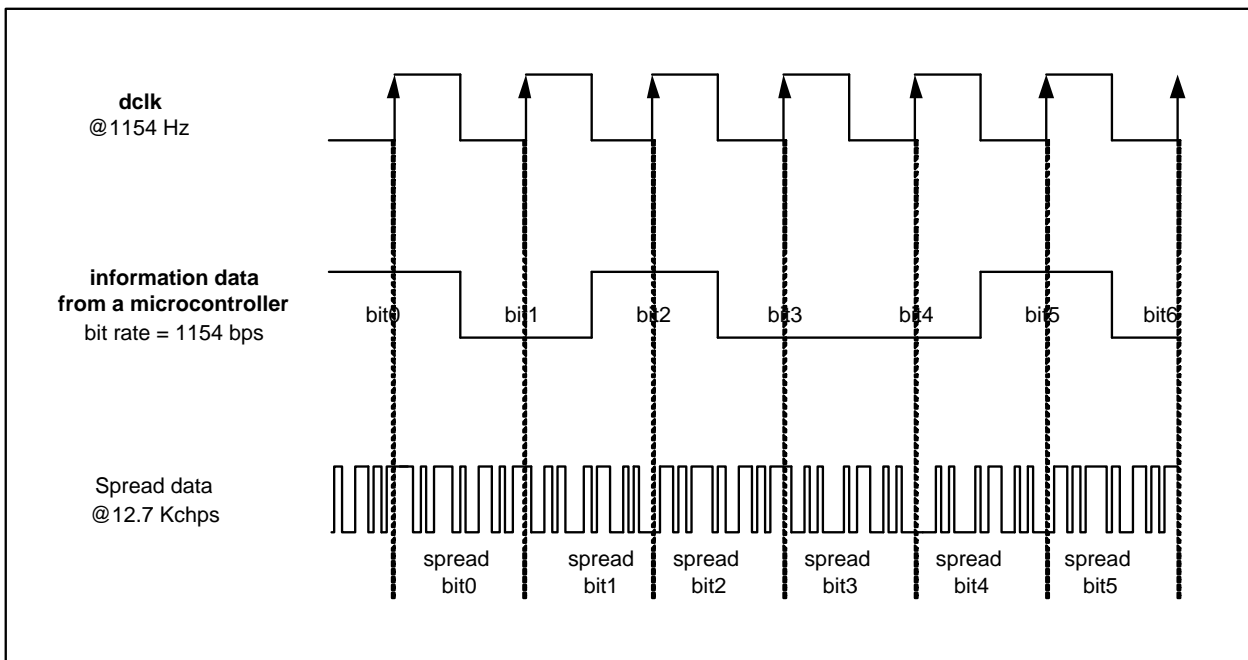 dclk
@1154 Hz
information data
from a microcontroller
bit rate = 1154 bps
bit0 bit1 bit2 bit3 bit4 bit5 bit6
Spread data
@12.7 Kchps
spread spread spread spread spread spread
bit0 bit1 bit2 bit3 bit4 bit5